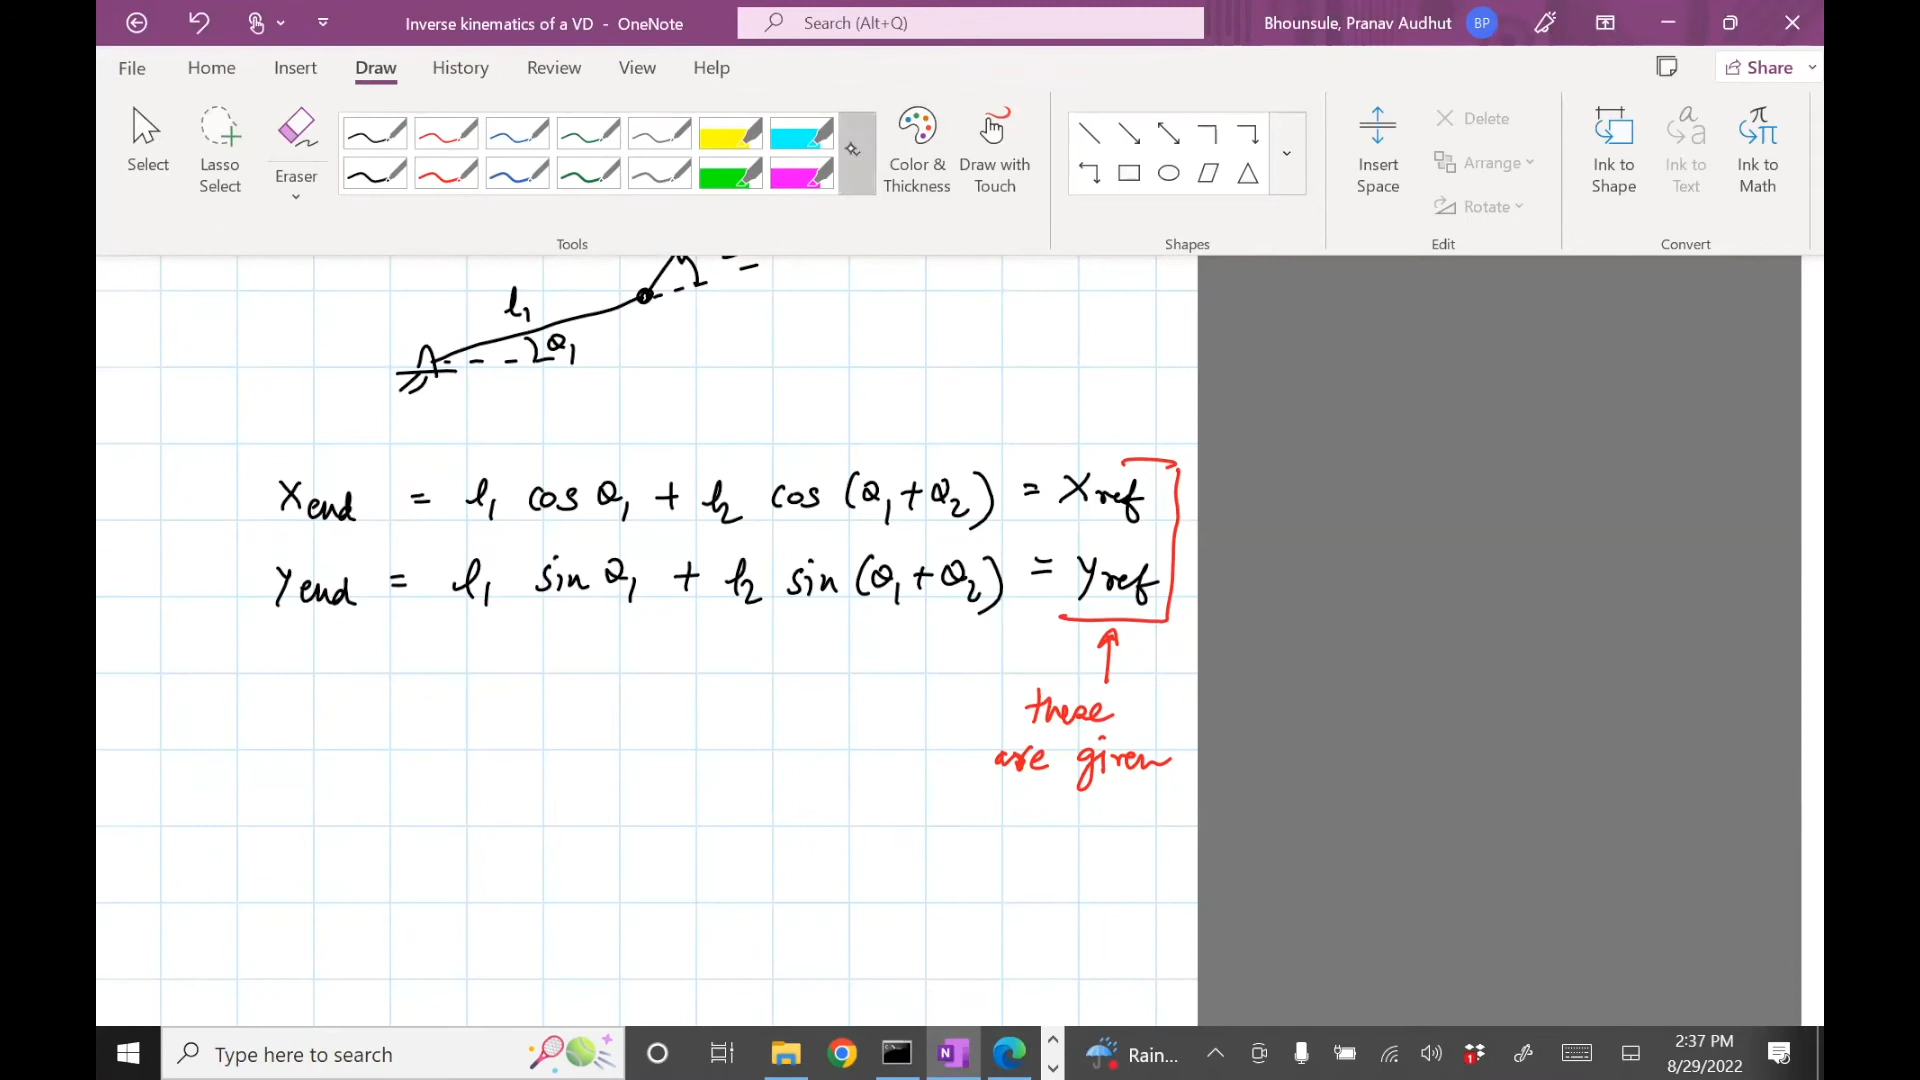 Inverse kinematics of a VD - OneNote
Search (Alt+Q)
Bhounsule, Pranav Audhut
BP
File Home Insert Draw History Review View Help
Share
Select
Lasso Select
Eraser
Color & Thickness
Draw with Touch
Insert Space
Delete
Arrange
Rotate
Ink to Shape
Ink to Text
Ink to Math
Tools
Shapes
Edit
Convert
l₁
θ₁
x_end = l₁ cos θ₁ + l₂ cos (θ₁+θ₂) = x_ref
y_end = l₁ sin θ₁ + l₂ sin (θ₁+θ₂) = y_ref
these
are given
Type here to search
Rain...
2:37 PM
8/29/2022